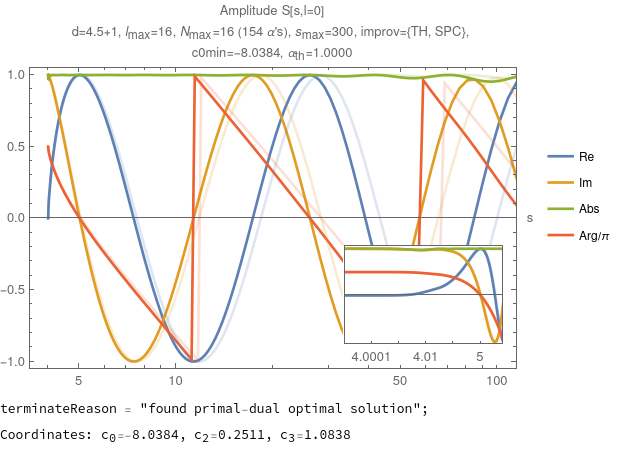 Amplitude S[s,l=0]
d=4.5+1, lmax=16, Nmax=16 (154 α's), smax=300, improv={TH, SPC},
c0min=-8.0384, αth=1.0000
1.0
0.5
0.0
-0.5
-1.0
s
Re
Im
Abs
Arg/π
4.0001 4.01 5
5 10 50 100
terminateReason = "found primal-dual optimal solution";
Coordinates: c0=-8.0384, c2=0.2511, c3=1.0838